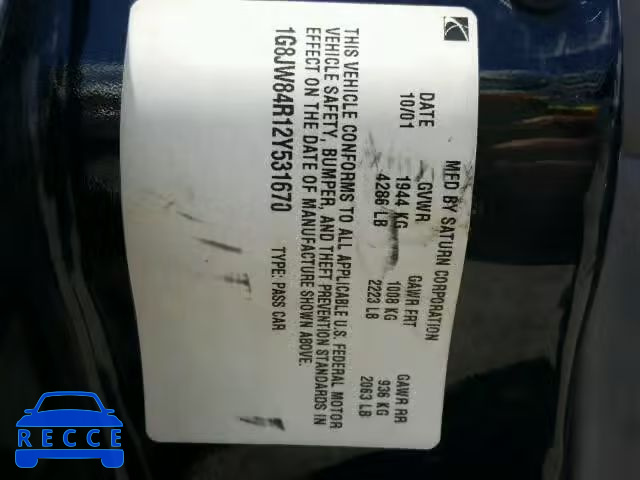 MFD BY SATURN CORPORATION
DATE GVWR GAWR FRT GAWR RR
10/01 1944 KG 1008 KG 936 KG
4286 LB 2223 LB 2063 LB
THIS VEHICLE CONFORMS TO ALL APPLICABLE U.S. FEDERAL MOTOR
VEHICLE SAFETY, BUMPER, AND THEFT PREVENTION STANDARDS IN
EFFECT ON THE DATE OF MANUFACTURE SHOWN ABOVE.
1G8JW84R12Y531670 TYPE: PASS CAR
RECCE